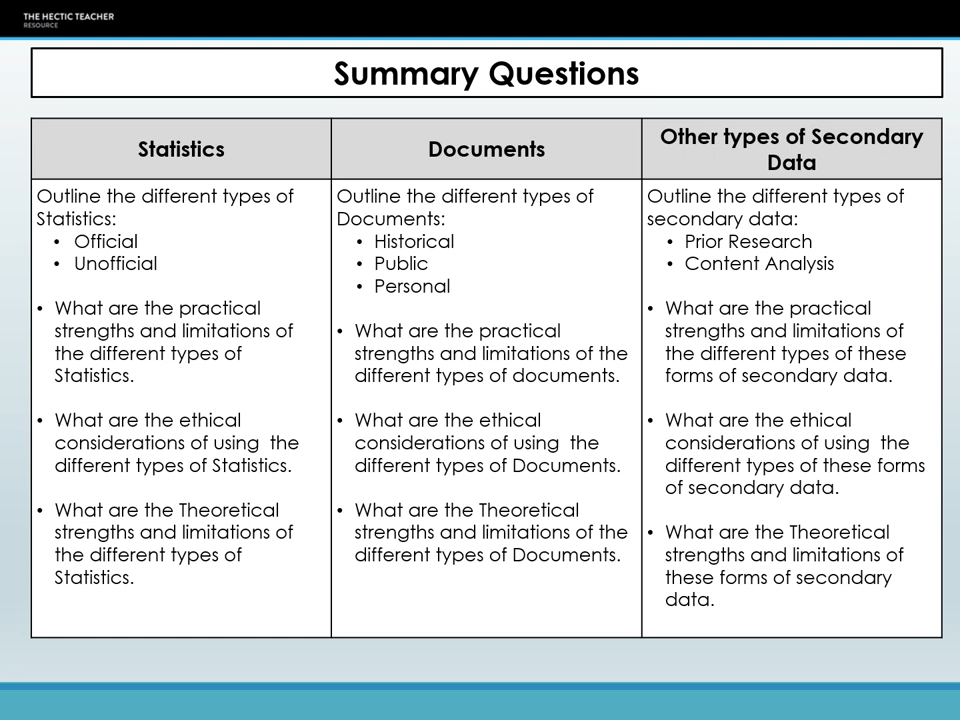 THE HECTIC TEACHER
RESOURCE
Summary Questions
Statistics
Documents
Other types of Secondary
Data
Outline the different types of
Statistics:
• Official
• Unofficial
• What are the practical
strengths and limitations of
the different types of
Statistics.
• What are the ethical
considerations of using  the
different types of Statistics.
• What are the Theoretical
strengths and limitations of
the different types of
Statistics.
Outline the different types of
Documents:
• Historical
• Public
• Personal
• What are the practical
strengths and limitations of the
different types of documents.
• What are the ethical
considerations of using  the
different types of Documents.
• What are the Theoretical
strengths and limitations of the
different types of Documents.
Outline the different types of
secondary data:
• Prior Research
• Content Analysis
• What are the practical
strengths and limitations of
the different types of these
forms of secondary data.
• What are the ethical
considerations of using  the
different types of these forms
of secondary data.
• What are the Theoretical
strengths and limitations of
these forms of secondary
data.